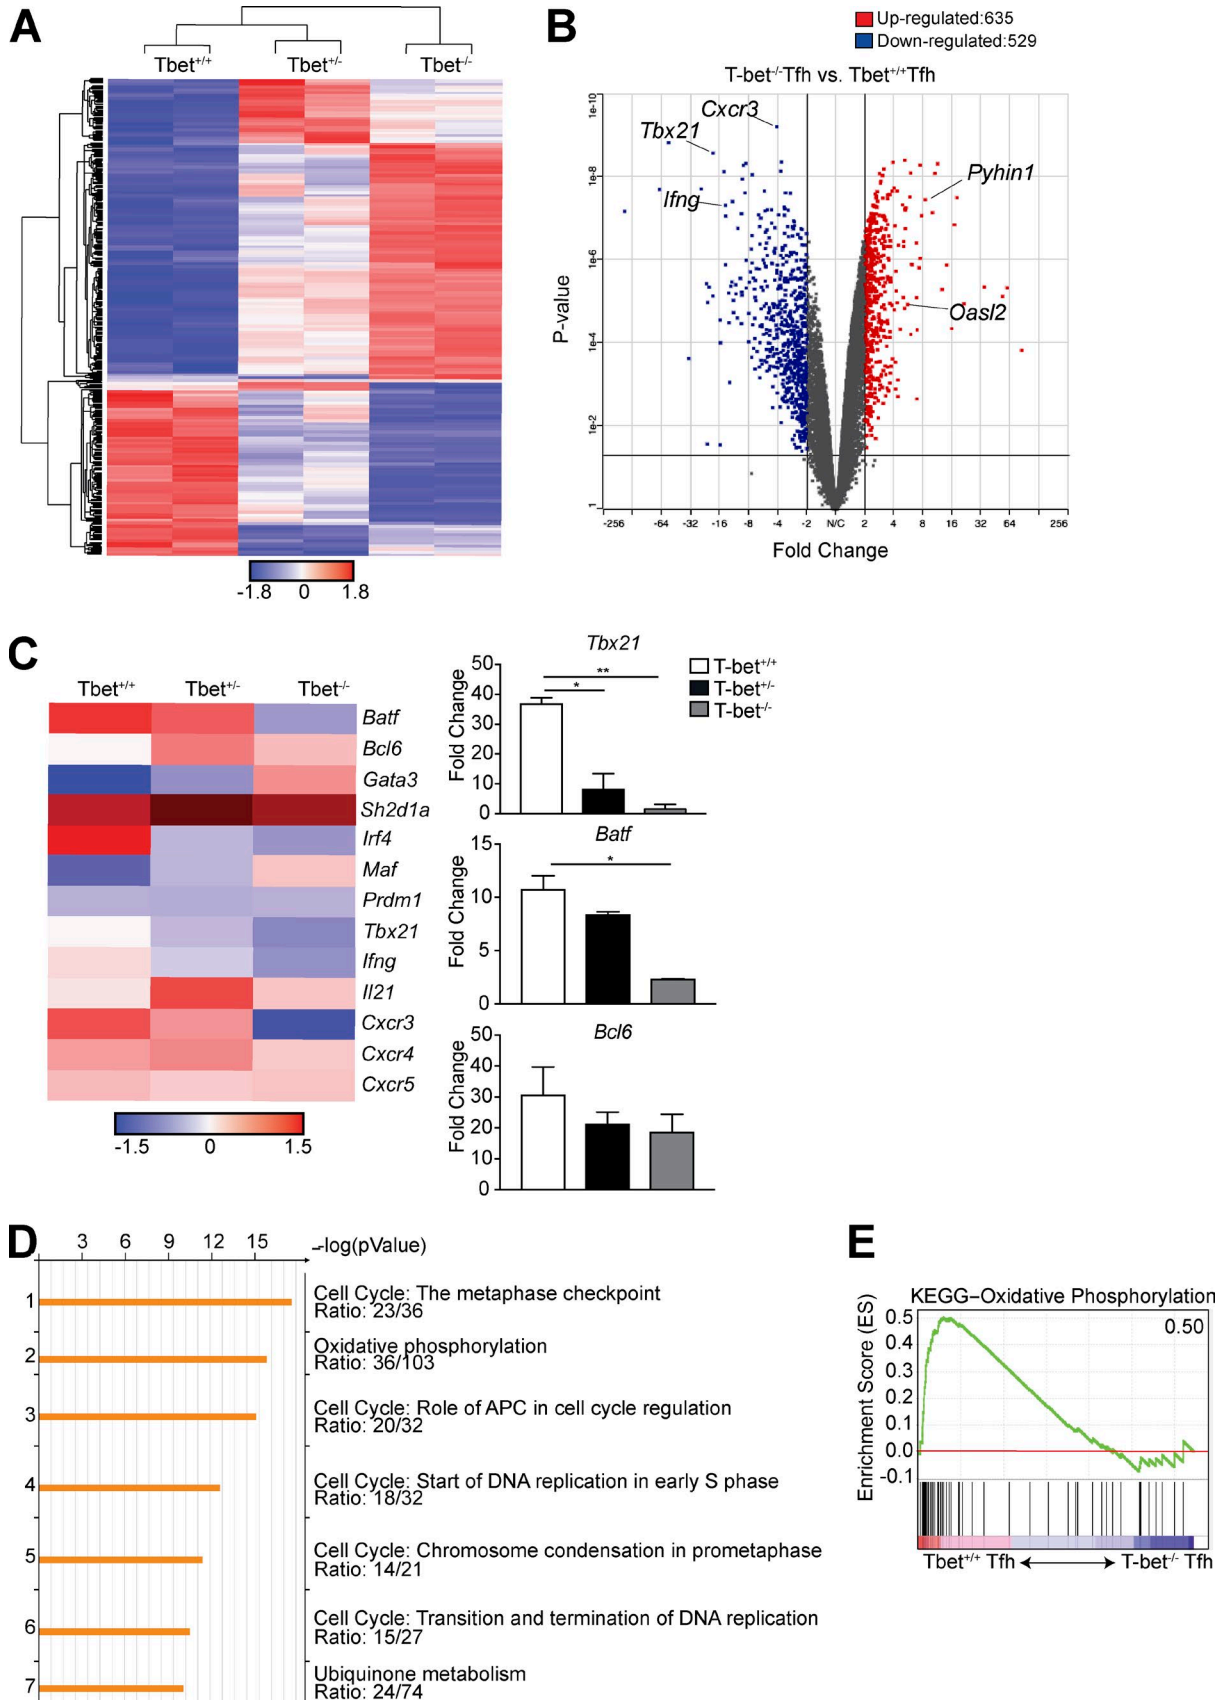 A
Tbet+/+ Tbet+/- Tbet-/-
-1.8 0 1.8
B
Up-regulated:635
Down-regulated:529
T-bet-/-Tfh vs. Tbet+/+Tfh
Cxcr3
Tbx21
Ifng
Pyhin1
Oasl2
P-value
1e-10
1e-8
1e-6
1e-4
1e-2
1
-256 -64 -32 -16 -8 -4 -2 N/C 2 4 8 16 32 64 256
Fold Change
C
Tbet+/+ Tbet+/- Tbet-/-
Batf
Bcl6
Gata3
Sh2d1a
Irf4
Maf
Prdm1
Tbx21
Ifng
Il21
Cxcr3
Cxcr4
Cxcr5
-1.5 0 1.5
Tbx21
Fold Change
50
40
30
20
10
0
**
*
T-bet+/+
T-bet+/-
T-bet-/-
Batf
Fold Change
15
10
5
0
*
Bcl6
Fold Change
50
40
30
20
10
0
D
3 6 9 12 15 -log(pValue)
1 Cell Cycle: The metaphase checkpoint
Ratio: 23/36
2 Oxidative phosphorylation
Ratio: 36/103
3 Cell Cycle: Role of APC in cell cycle regulation
Ratio: 20/32
4 Cell Cycle: Start of DNA replication in early S phase
Ratio: 18/32
5 Cell Cycle: Chromosome condensation in prometaphase
Ratio: 14/21
6 Cell Cycle: Transition and termination of DNA replication
Ratio: 15/27
7 Ubiquinone metabolism
Ratio: 24/74
E
KEGG-Oxidative Phosphorylation
Enrichment Score (ES)
0.5
0.4
0.3
0.2
0.1
0.0
-0.1
0.50
Tbet+/+ Tfh T-bet-/- Tfh